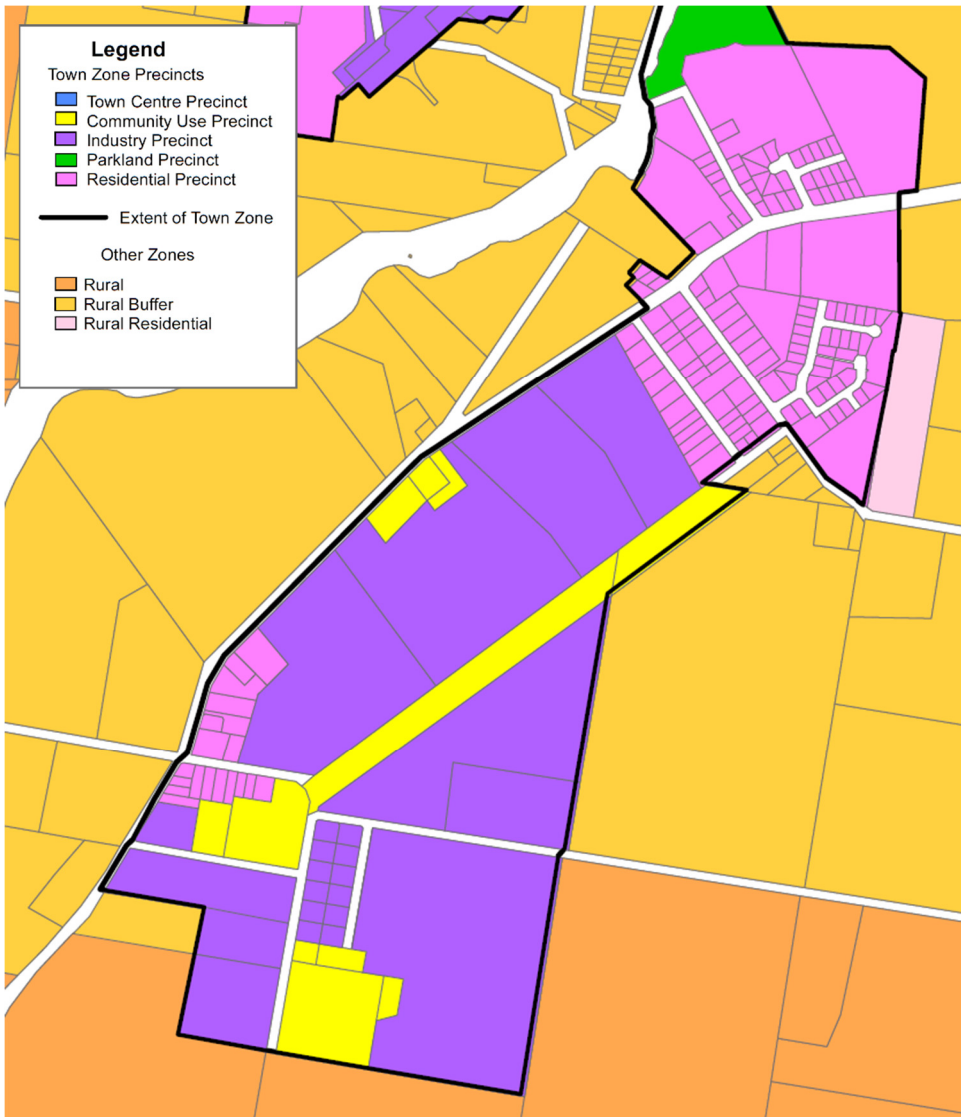 Legend
Town Zone Precincts
Town Centre Precinct
Community Use Precinct
Industry Precinct
Parkland Precinct
Residential Precinct
Extent of Town Zone
Other Zones
Rural
Rural Buffer
Rural Residential